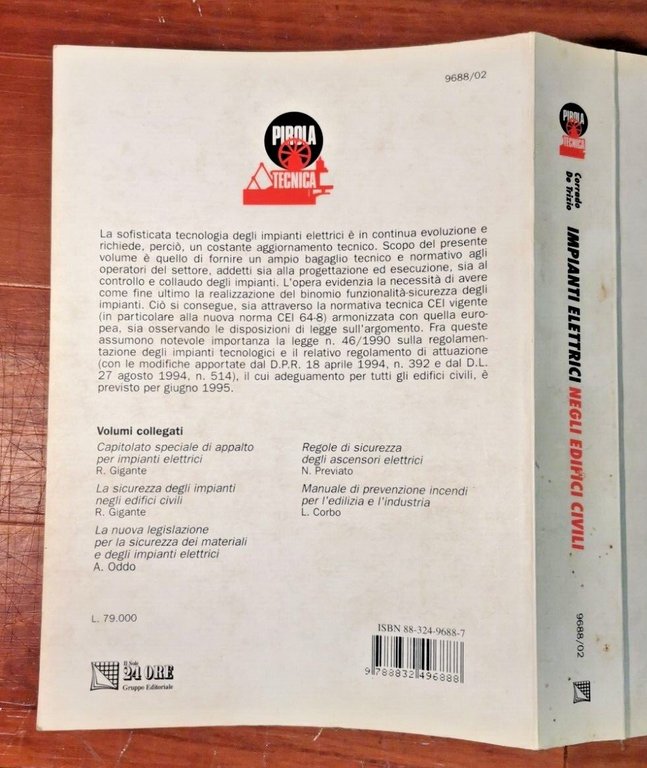 9688/02
PIROLA
TECNICA
La sofisticata tecnologia degli impianti elettrici è in continua evoluzione e
richiede, perciò, un costante aggiornamento tecnico. Scopo del presente
volume è quello di fornire un ampio bagaglio tecnico e normativo agli
operatori del settore, addetti sia alla progettazione ed esecuzione, sia al
controllo e collaudo degli impianti. L'opera evidenzia la necessità di avere
come fine ultimo la realizzazione del binomio funzionalità-sicurezza degli
impianti. Ciò si consegue, sia attraverso la normativa tecnica CEI vigente
(in particolare alla nuova norma CEI 64-8) armonizzata con quella euro-
pea, sia osservando le disposizioni di legge sull'argomento. Fra queste
assumono notevole importanza la legge n. 46/1990 sulla regolamen-
tazione degli impianti tecnologici e il relativo regolamento di attuazione
(con le modifiche apportate dal D.P.R. 18 aprile 1994, n. 392 e dal D.L.
27 agosto 1994, n. 514), il cui adeguamento per tutti gli edifici civili, è
previsto per giugno 1995.
Volumi collegati
Capitolato speciale di appalto
per impianti elettrici
R. Gigante
La sicurezza degli impianti
negli edifici civili
R. Gigante
La nuova legislazione
per la sicurezza dei materiali
e degli impianti elettrici
A. Oddo
Regole di sicurezza
degli ascensori elettrici
N. Previato
Manuale di prevenzione incendi
per l'edilizia e l'industria
L. Corbo
L. 79.000
ISBN 88-324-9688-7
9 788832 496888
Il Sole
24 ORE
Gruppo Editoriale
PIROLA
TECNICA
Corrado
De Trizio
IMPIANTI ELETTRICI NEGLI EDIFICI CIVILI
9688/02